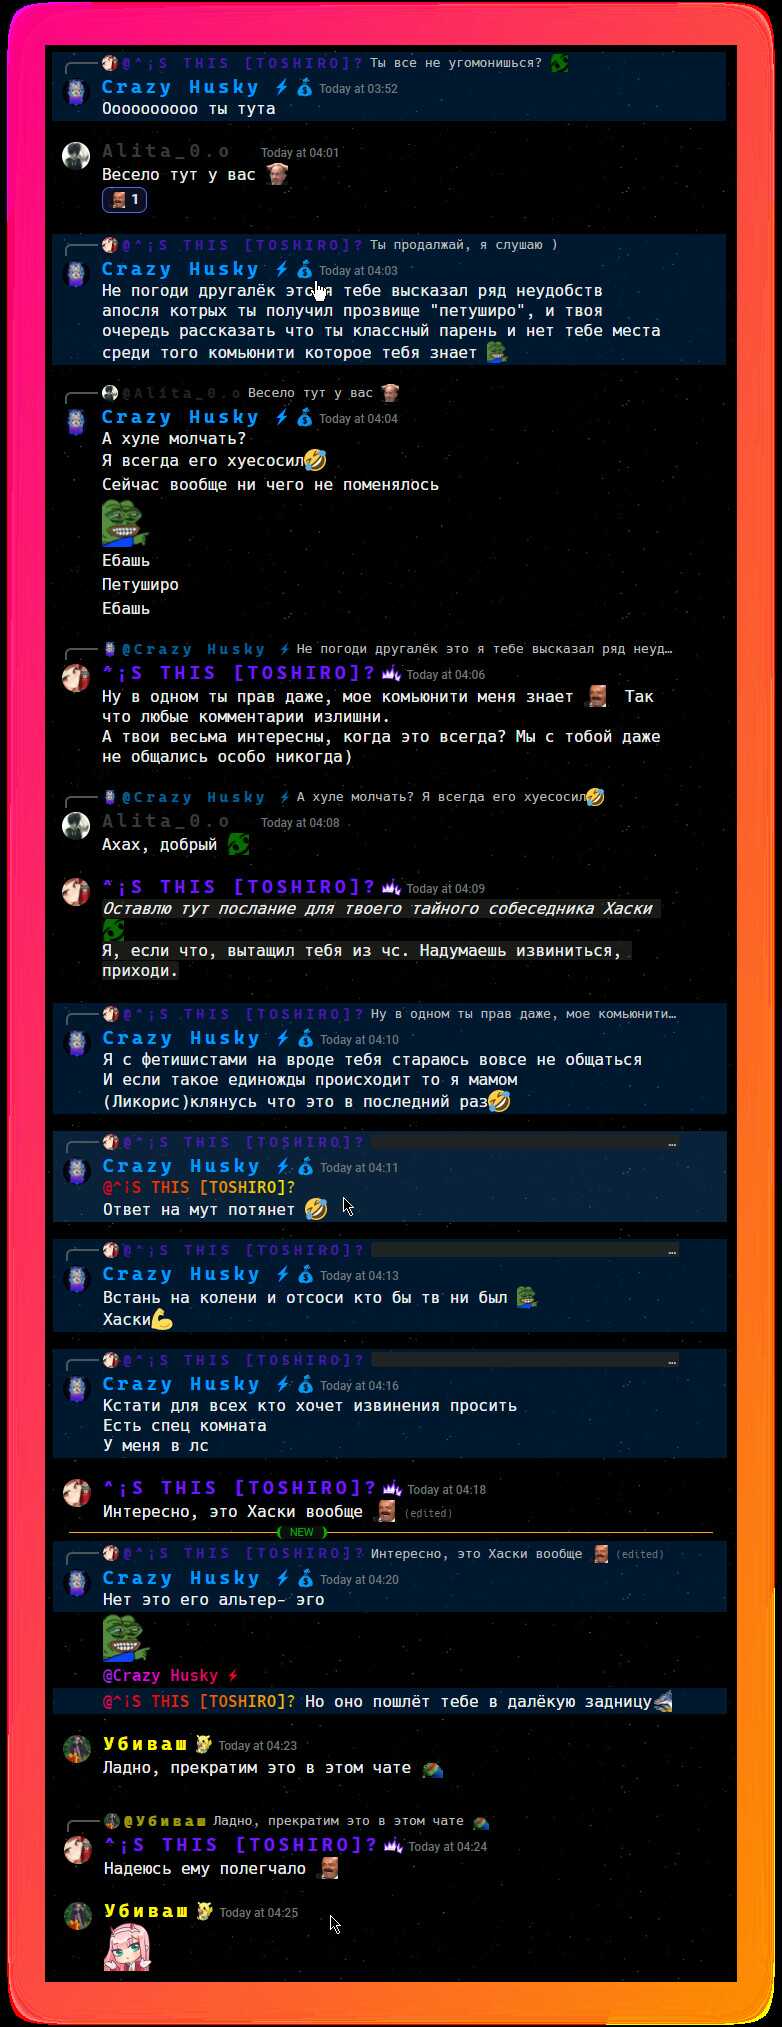 @^¡S THIS [TOSHIRO]? Ты все не угомонишься?
Crazy Husky Today at 03:52
Оооооооооо ты тута
Alita_0.o Today at 04:01
Весело тут у вас
1
@^¡S THIS [TOSHIRO]? Ты продалжай, я слушаю )
Crazy Husky Today at 04:03
Не погоди другалёк это я тебе высказал ряд неудобств
апосля котрых ты получил прозвище "петуширо", и твоя
очередь рассказать что ты классный парень и нет тебе места
среди того комьюнити которое тебя знает
@Alita_0.o Весело тут у вас
Crazy Husky Today at 04:04
А хуле молчать?
Я всегда его хуесосил
Сейчас вообще ни чего не поменялось
Ебашь
Петуширо
Ебашь
@Crazy Husky Не погоди другалёк это я тебе высказал ряд неуд…
^¡S THIS [TOSHIRO]? Today at 04:06
Ну в одном ты прав даже, мое комьюнити меня знает Так
что любые комментарии излишни.
А твои весьма интересны, когда это всегда? Мы с тобой даже
не общались особо никогда)
@Crazy Husky А хуле молчать? Я всегда его хуесосил
Alita_0.o Today at 04:08
Ахах, добрый
^¡S THIS [TOSHIRO]? Today at 04:09
Оставлю тут послание для твоего тайного собеседника Хаски
Я, если что, вытащил тебя из чс. Надумаешь извиниться,
приходи.
@^¡S THIS [TOSHIRO]? Ну в одном ты прав даже, мое комьюнити…
Crazy Husky Today at 04:10
Я с фетишистами на вроде тебя стараюсь вовсе не общаться
И если такое единожды происходит то я мамом
(Ликорис)клянусь что это в последний раз
@^¡S THIS [TOSHIRO]? …
Crazy Husky Today at 04:11
@^¡S THIS [TOSHIRO]?
Ответ на мут потянет
@^¡S THIS [TOSHIRO]? …
Crazy Husky Today at 04:13
Встань на колени и отсоси кто бы тв ни был
Хаски
@^¡S THIS [TOSHIRO]? …
Crazy Husky Today at 04:16
Кстати для всех кто хочет извинения просить
Есть спец комната
У меня в лс
^¡S THIS [TOSHIRO]? Today at 04:18
Интересно, это Хаски вообще (edited)
NEW
@^¡S THIS [TOSHIRO]? Интересно, это Хаски вообще (edited)
Crazy Husky Today at 04:20
Нет это его альтер- эго
@Crazy Husky
@^¡S THIS [TOSHIRO]? Но оно пошлёт тебе в далёкую задницу
Убиваш Today at 04:23
Ладно, прекратим это в этом чате
@Убиваш Ладно, прекратим это в этом чате
^¡S THIS [TOSHIRO]? Today at 04:24
Надеюсь ему полегчало
Убиваш Today at 04:25